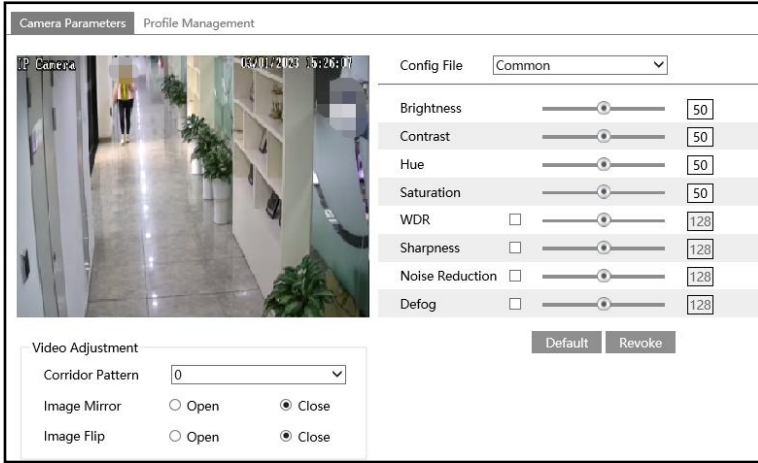 Camera Parameters Profile Management
IP Camera 03/01/2023 15:26:07
Config File Common
Brightness 50
Contrast 50
Hue 50
Saturation 50
WDR 128
Sharpness 128
Noise Reduction 128
Defog 128
Default Revoke
Video Adjustment
Corridor Pattern 0
Image Mirror Open Close
Image Flip Open Close